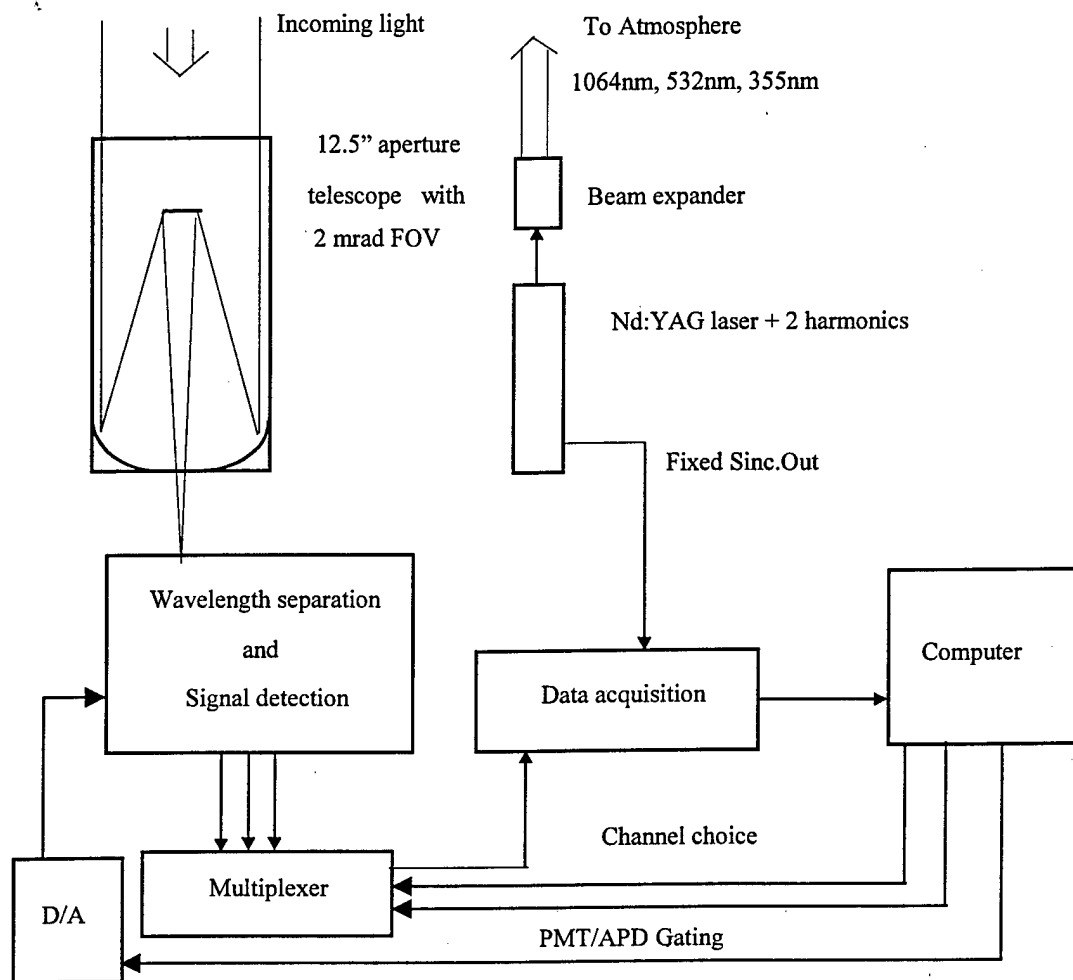 Incoming light
To Atmosphere
1064nm, 532nm, 355nm
12.5” aperture
telescope with
2 mrad FOV
Beam expander
Nd:YAG laser + 2 harmonics
Fixed Sinc.Out
Wavelength separation
and
Signal detection
Data acquisition
Computer
Channel choice
Multiplexer
D/A
PMT/APD Gating